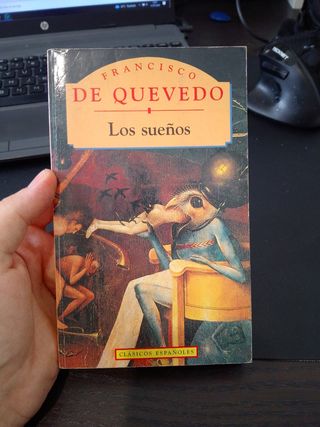 FRANCISCO
DE QUEVEDO
Los sueños
CLÁSICOS ESPAÑOLES